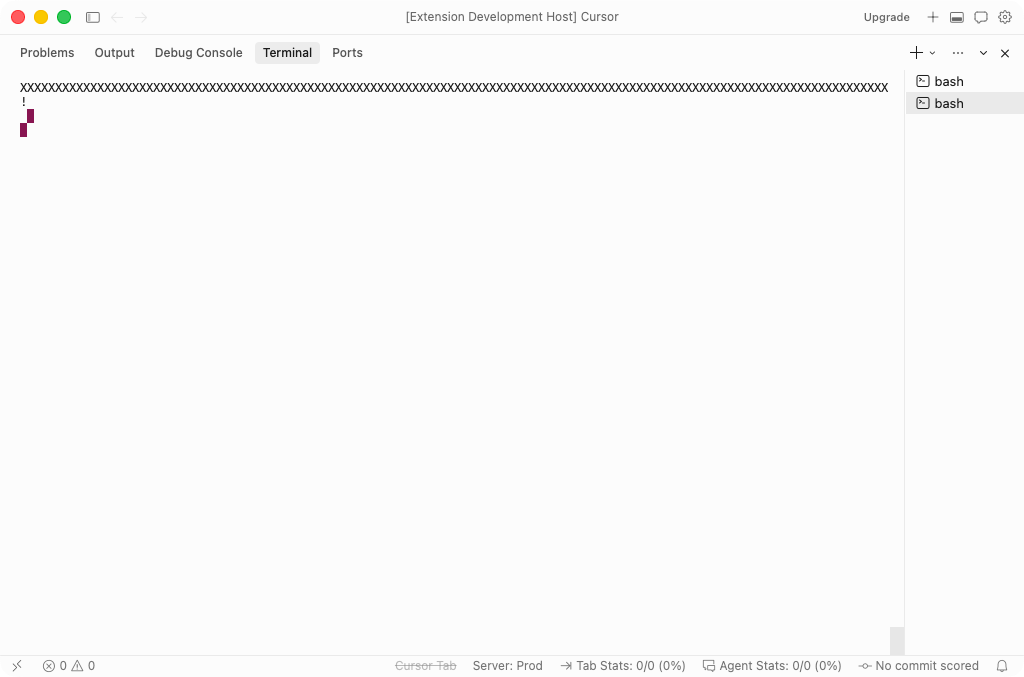 [Extension Development Host] Cursor
Upgrade
Problems Output Debug Console Terminal Ports
XXXXXXXXXXXXXXXXXXXXXXXXXXXXXXXXXXXXXXXXXXXXXXXXXXXXXXXXXXXXXXXXXXXXXXXXXXXXXXXXXXXXXXXXXXXXXXXXXXXXXXXXXXXXXXXXXXXXXXXXXXXX
!
bash
bash
0 0 Cursor Tab Server: Prod Tab Stats: 0/0 (0%) Agent Stats: 0/0 (0%) No commit scored